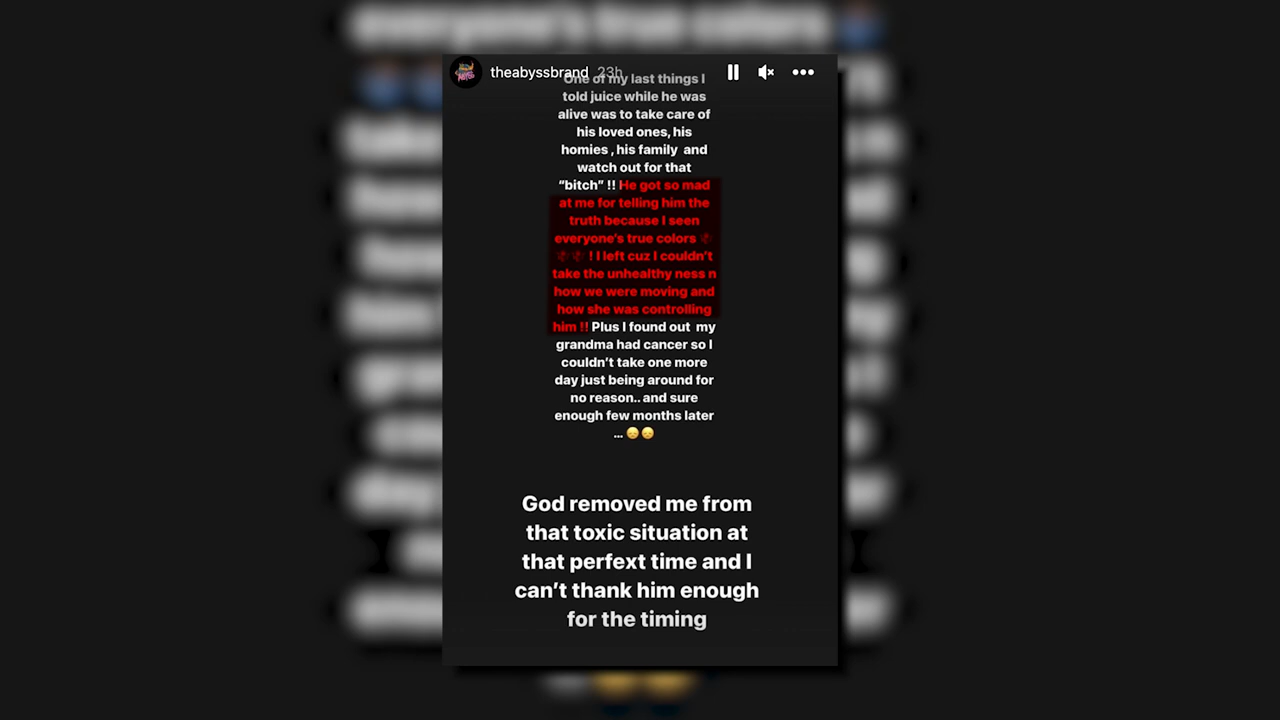 everyone's true colors
theabyssbrand 23h
One of my last things I
told juice while he was
alive was to take care of
his loved ones, his
homies , his family and
watch out for that
“bitch” !! He got so mad
at me for telling him the
truth because I seen
everyone's true colors
! I left cuz I couldn't
take the unhealthy ness n
how we were moving and
how she was controlling
him !! Plus I found out my
grandma had cancer so I
couldn't take one more
day just being around for
no reason.. and sure
enough few months later
... 😞😞
God removed me from
that toxic situation at
that perfext time and I
can't thank him enough
for the timing